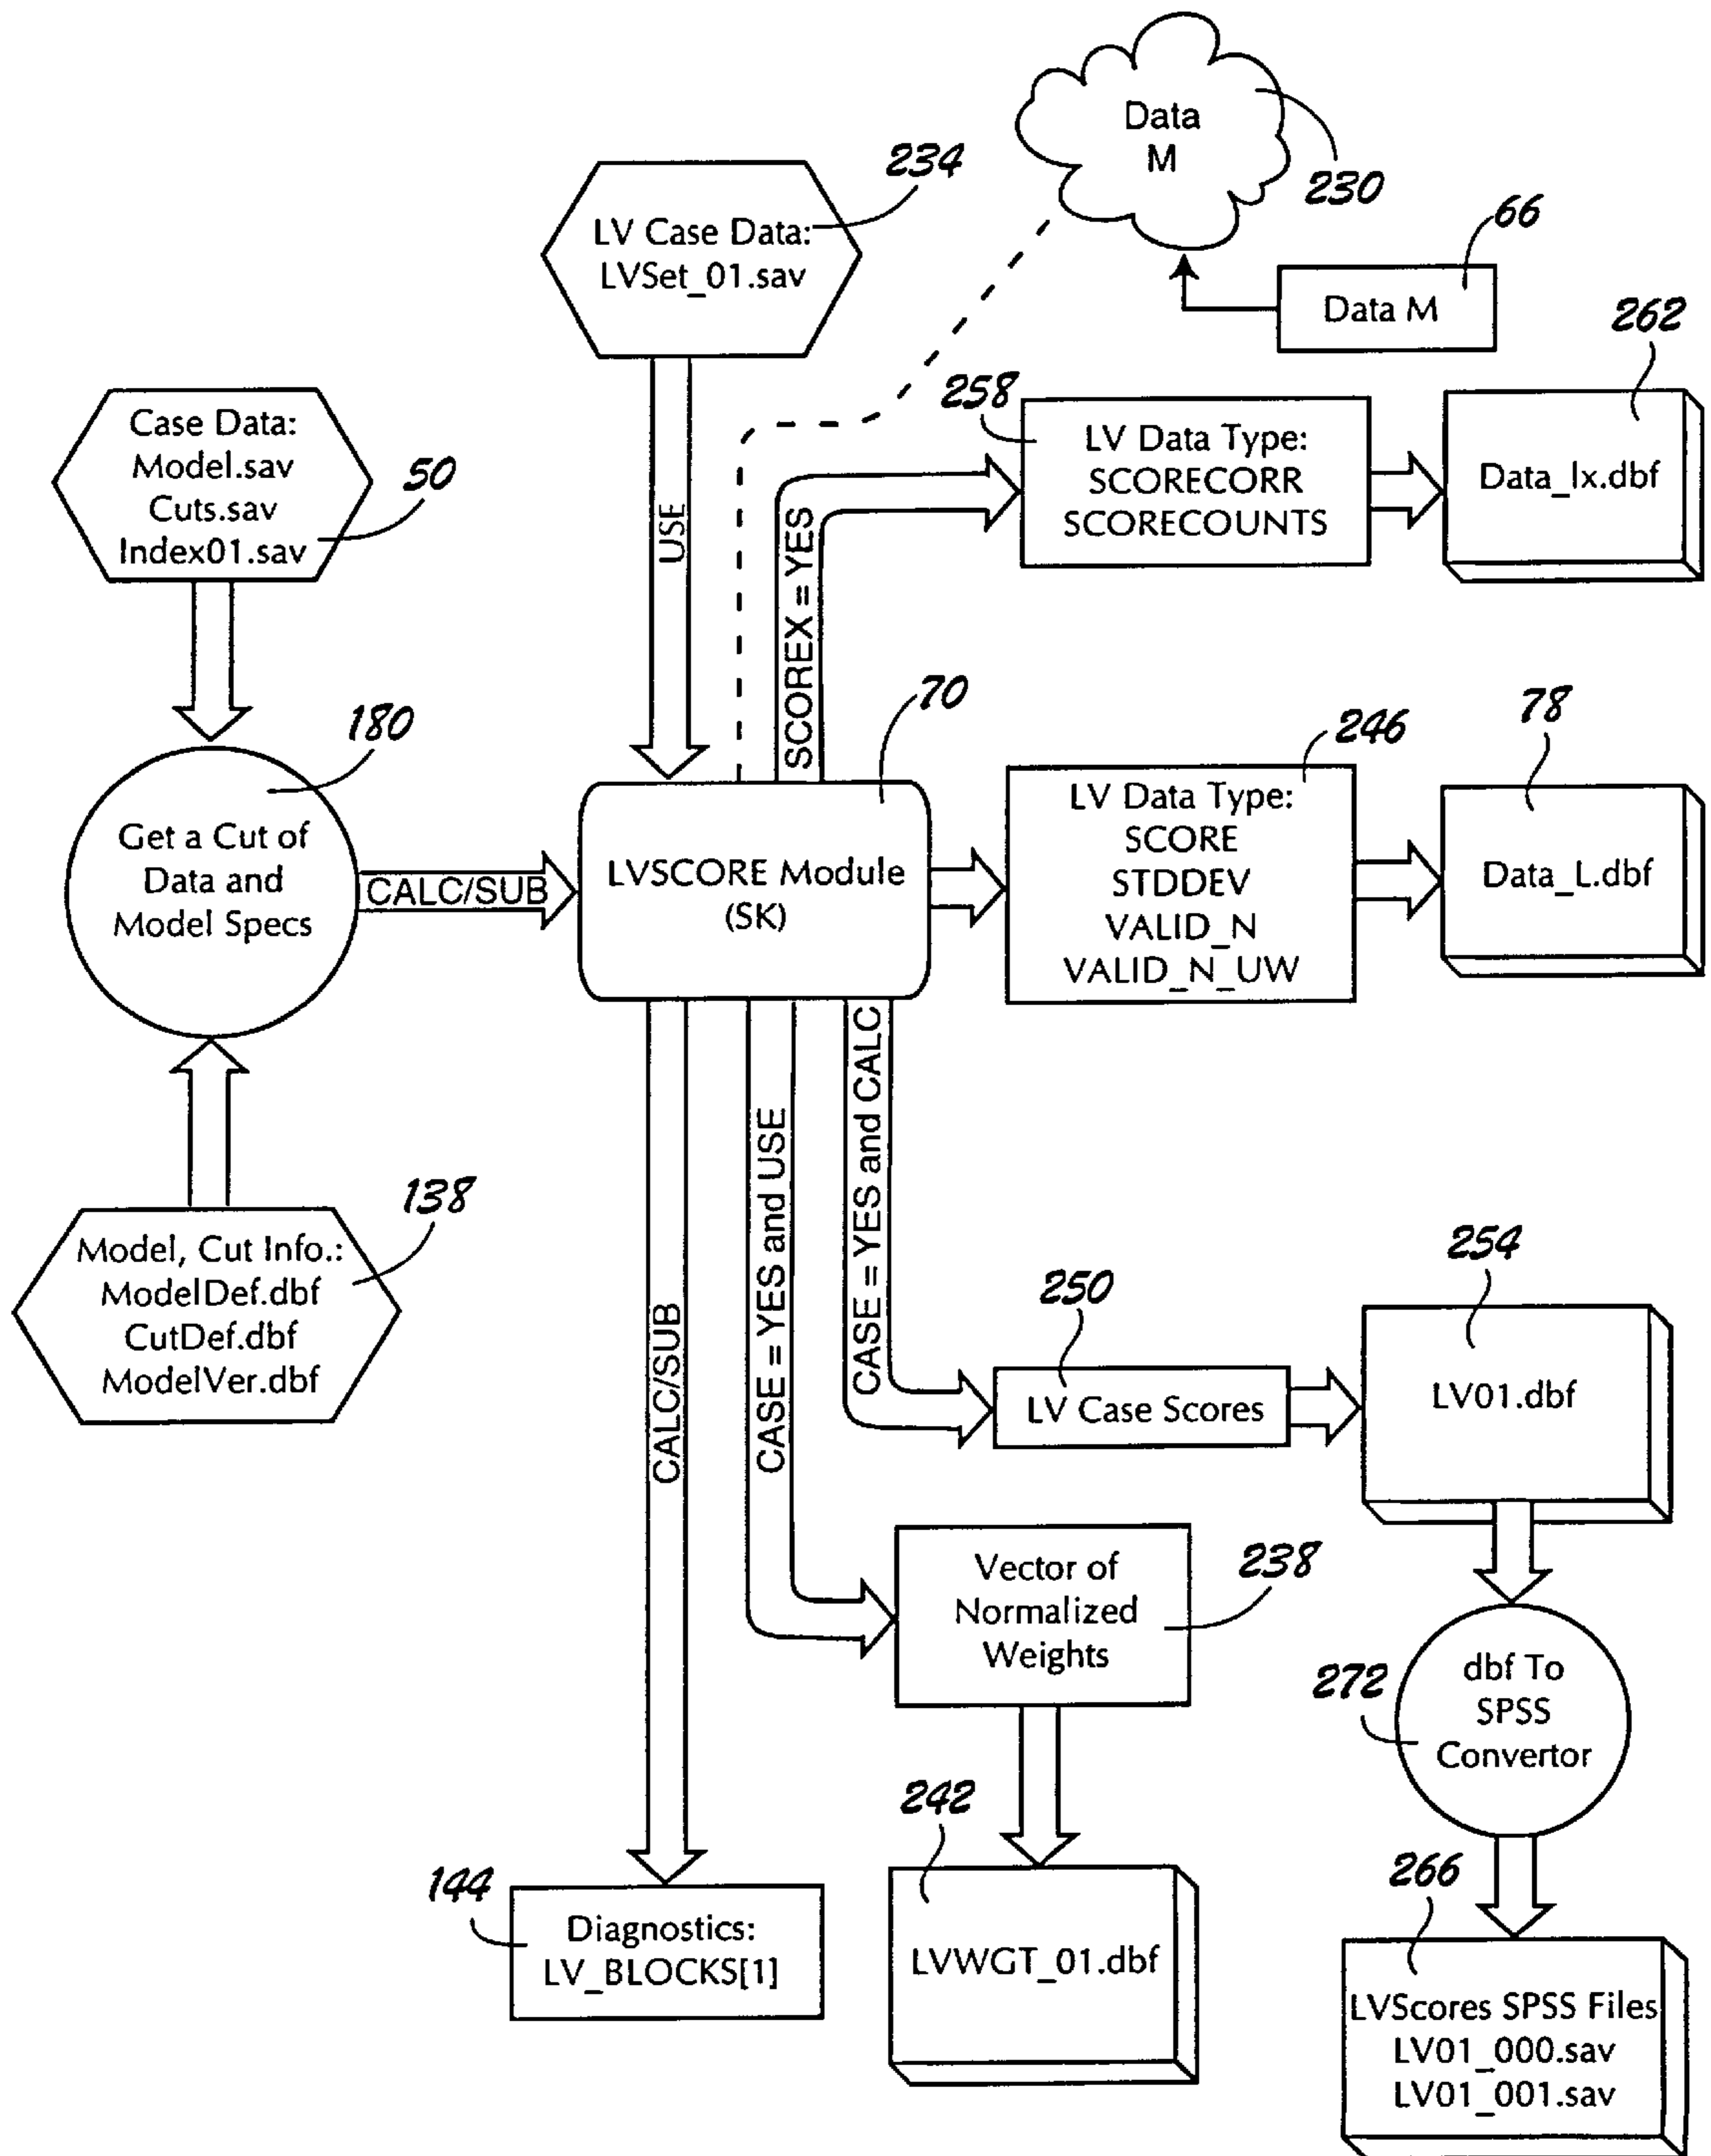 Data
M
230
66
Data M
234
LV Case Data:
LVSet_01.sav
USE
Case Data:
Model.sav
Cuts.sav
Index01.sav
50
258
LV Data Type:
SCORECORR
SCORECOUNTS
262
Data_lx.dbf
SCOREX = YES
180
Get a Cut of
Data and
Model Specs
CALC/SUB
70
LVSCORE Module
(SK)
246
LV Data Type:
SCORE
STDDEV
VALID_N
VALID_N_UW
78
Data_L.dbf
138
Model, Cut Info.:
ModelDef.dbf
CutDef.dbf
ModelVer.dbf
CALC/SUB
CASE = YES and USE
CASE = YES and CALC
250
LV Case Scores
254
LV01.dbf
Vector of
Normalized
Weights
238
272
dbf To
SPSS
Convertor
144
Diagnostics:
LV_BLOCKS[1]
242
LVWGT_01.dbf
266
LVScores SPSS Files
LV01_000.sav
LV01_001.sav